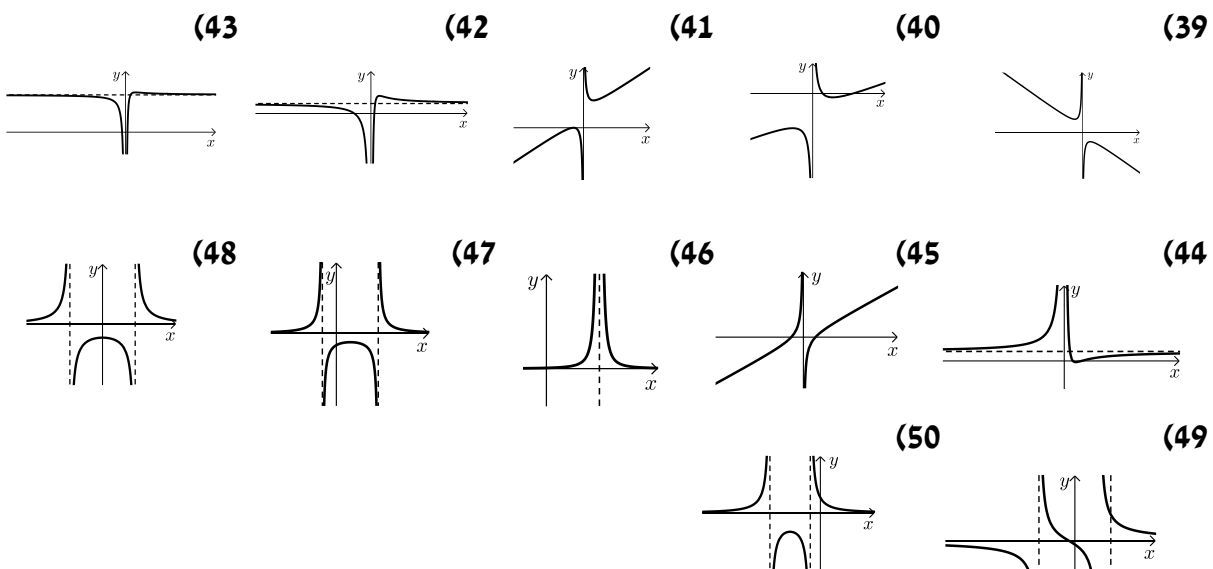 (43 (42 (41 (40 (39
y y y y y
x x x x x
(48 (47 (46 (45 (44
y y y y y
x x x x x
(50 (49
y y
x x